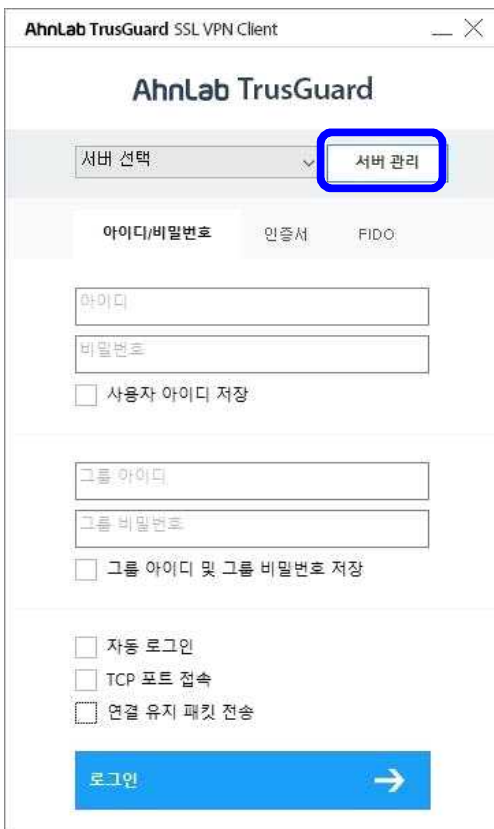 AhnLab TrusGuard SSL VPN Client
AhnLab TrusGuard
서버 선택 서버 관리
아이디/비밀번호 인증서 FIDO
아이디
비밀번호
사용자 아이디 저장
그룹 아이디
그룹 비밀번호
그룹 아이디 및 그룹 비밀번호 저장
자동 로그인
TCP 포트 접속
연결 유지 패킷 전송
로그인